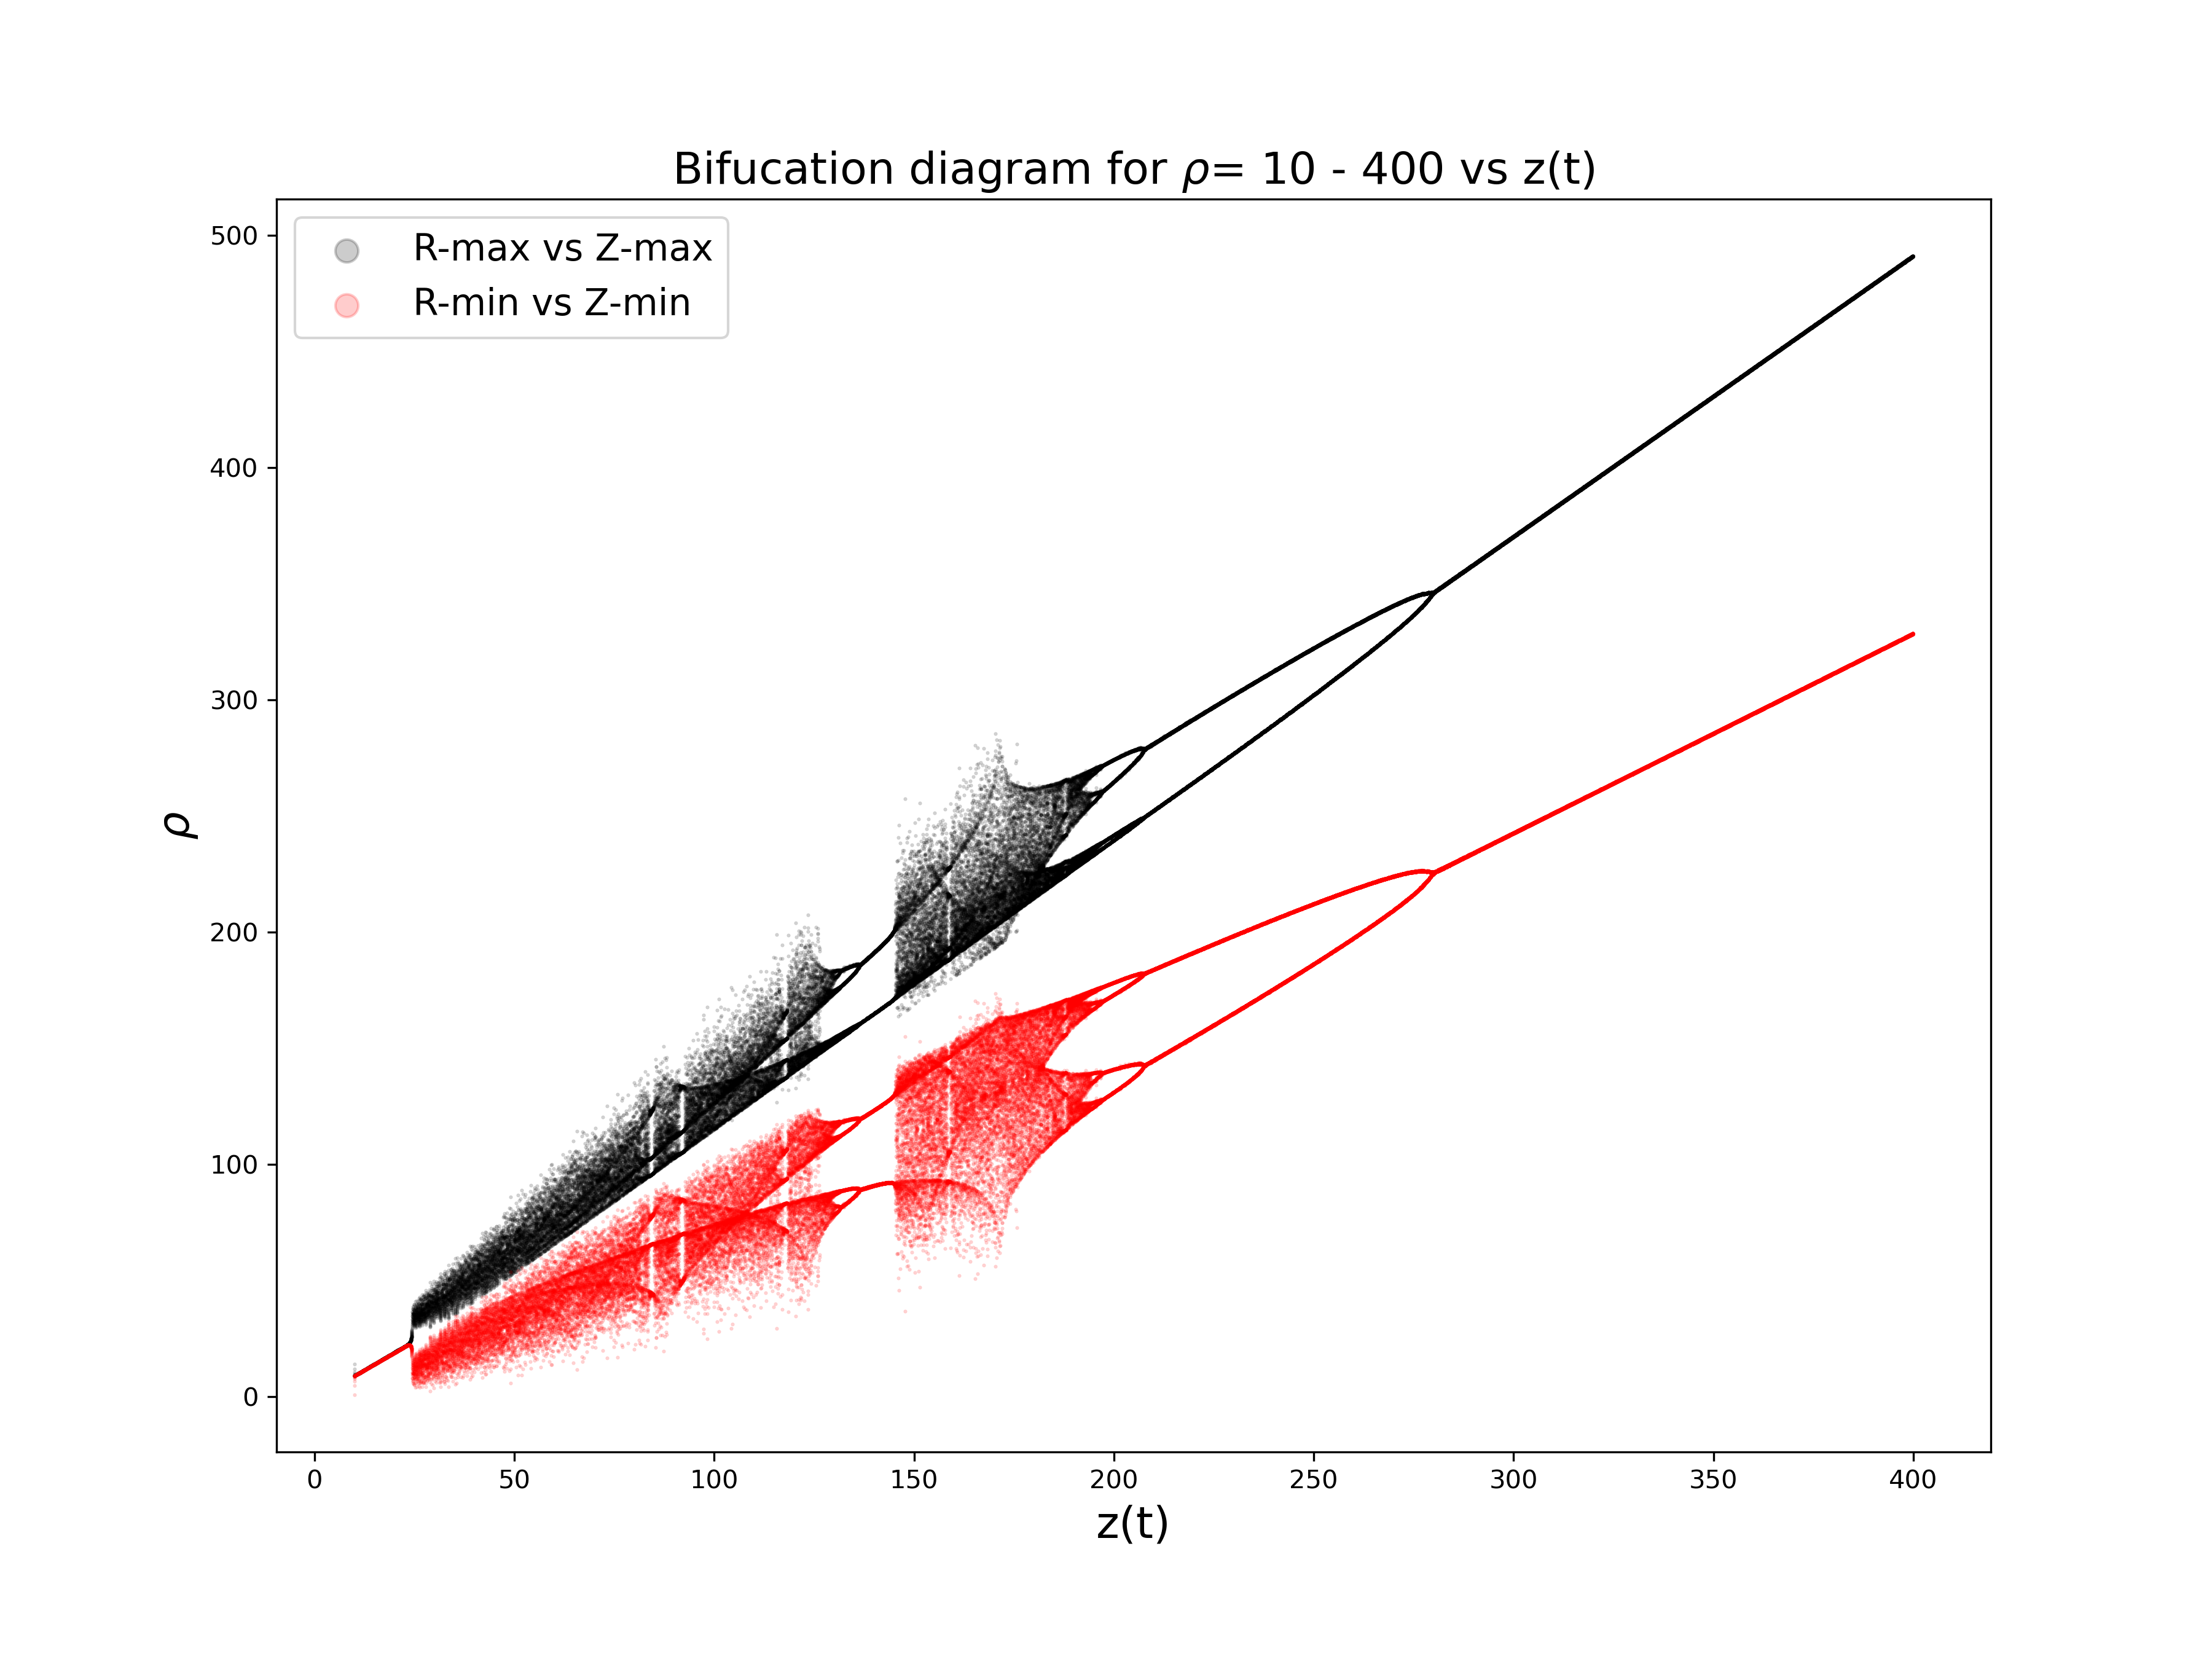 Bifucation diagram for ρ= 10 - 400 vs z(t)
R-max vs Z-max
R-min vs Z-min
500
400
300
200
100
0
ρ
0 50 100 150 200 250 300 350 400
z(t)